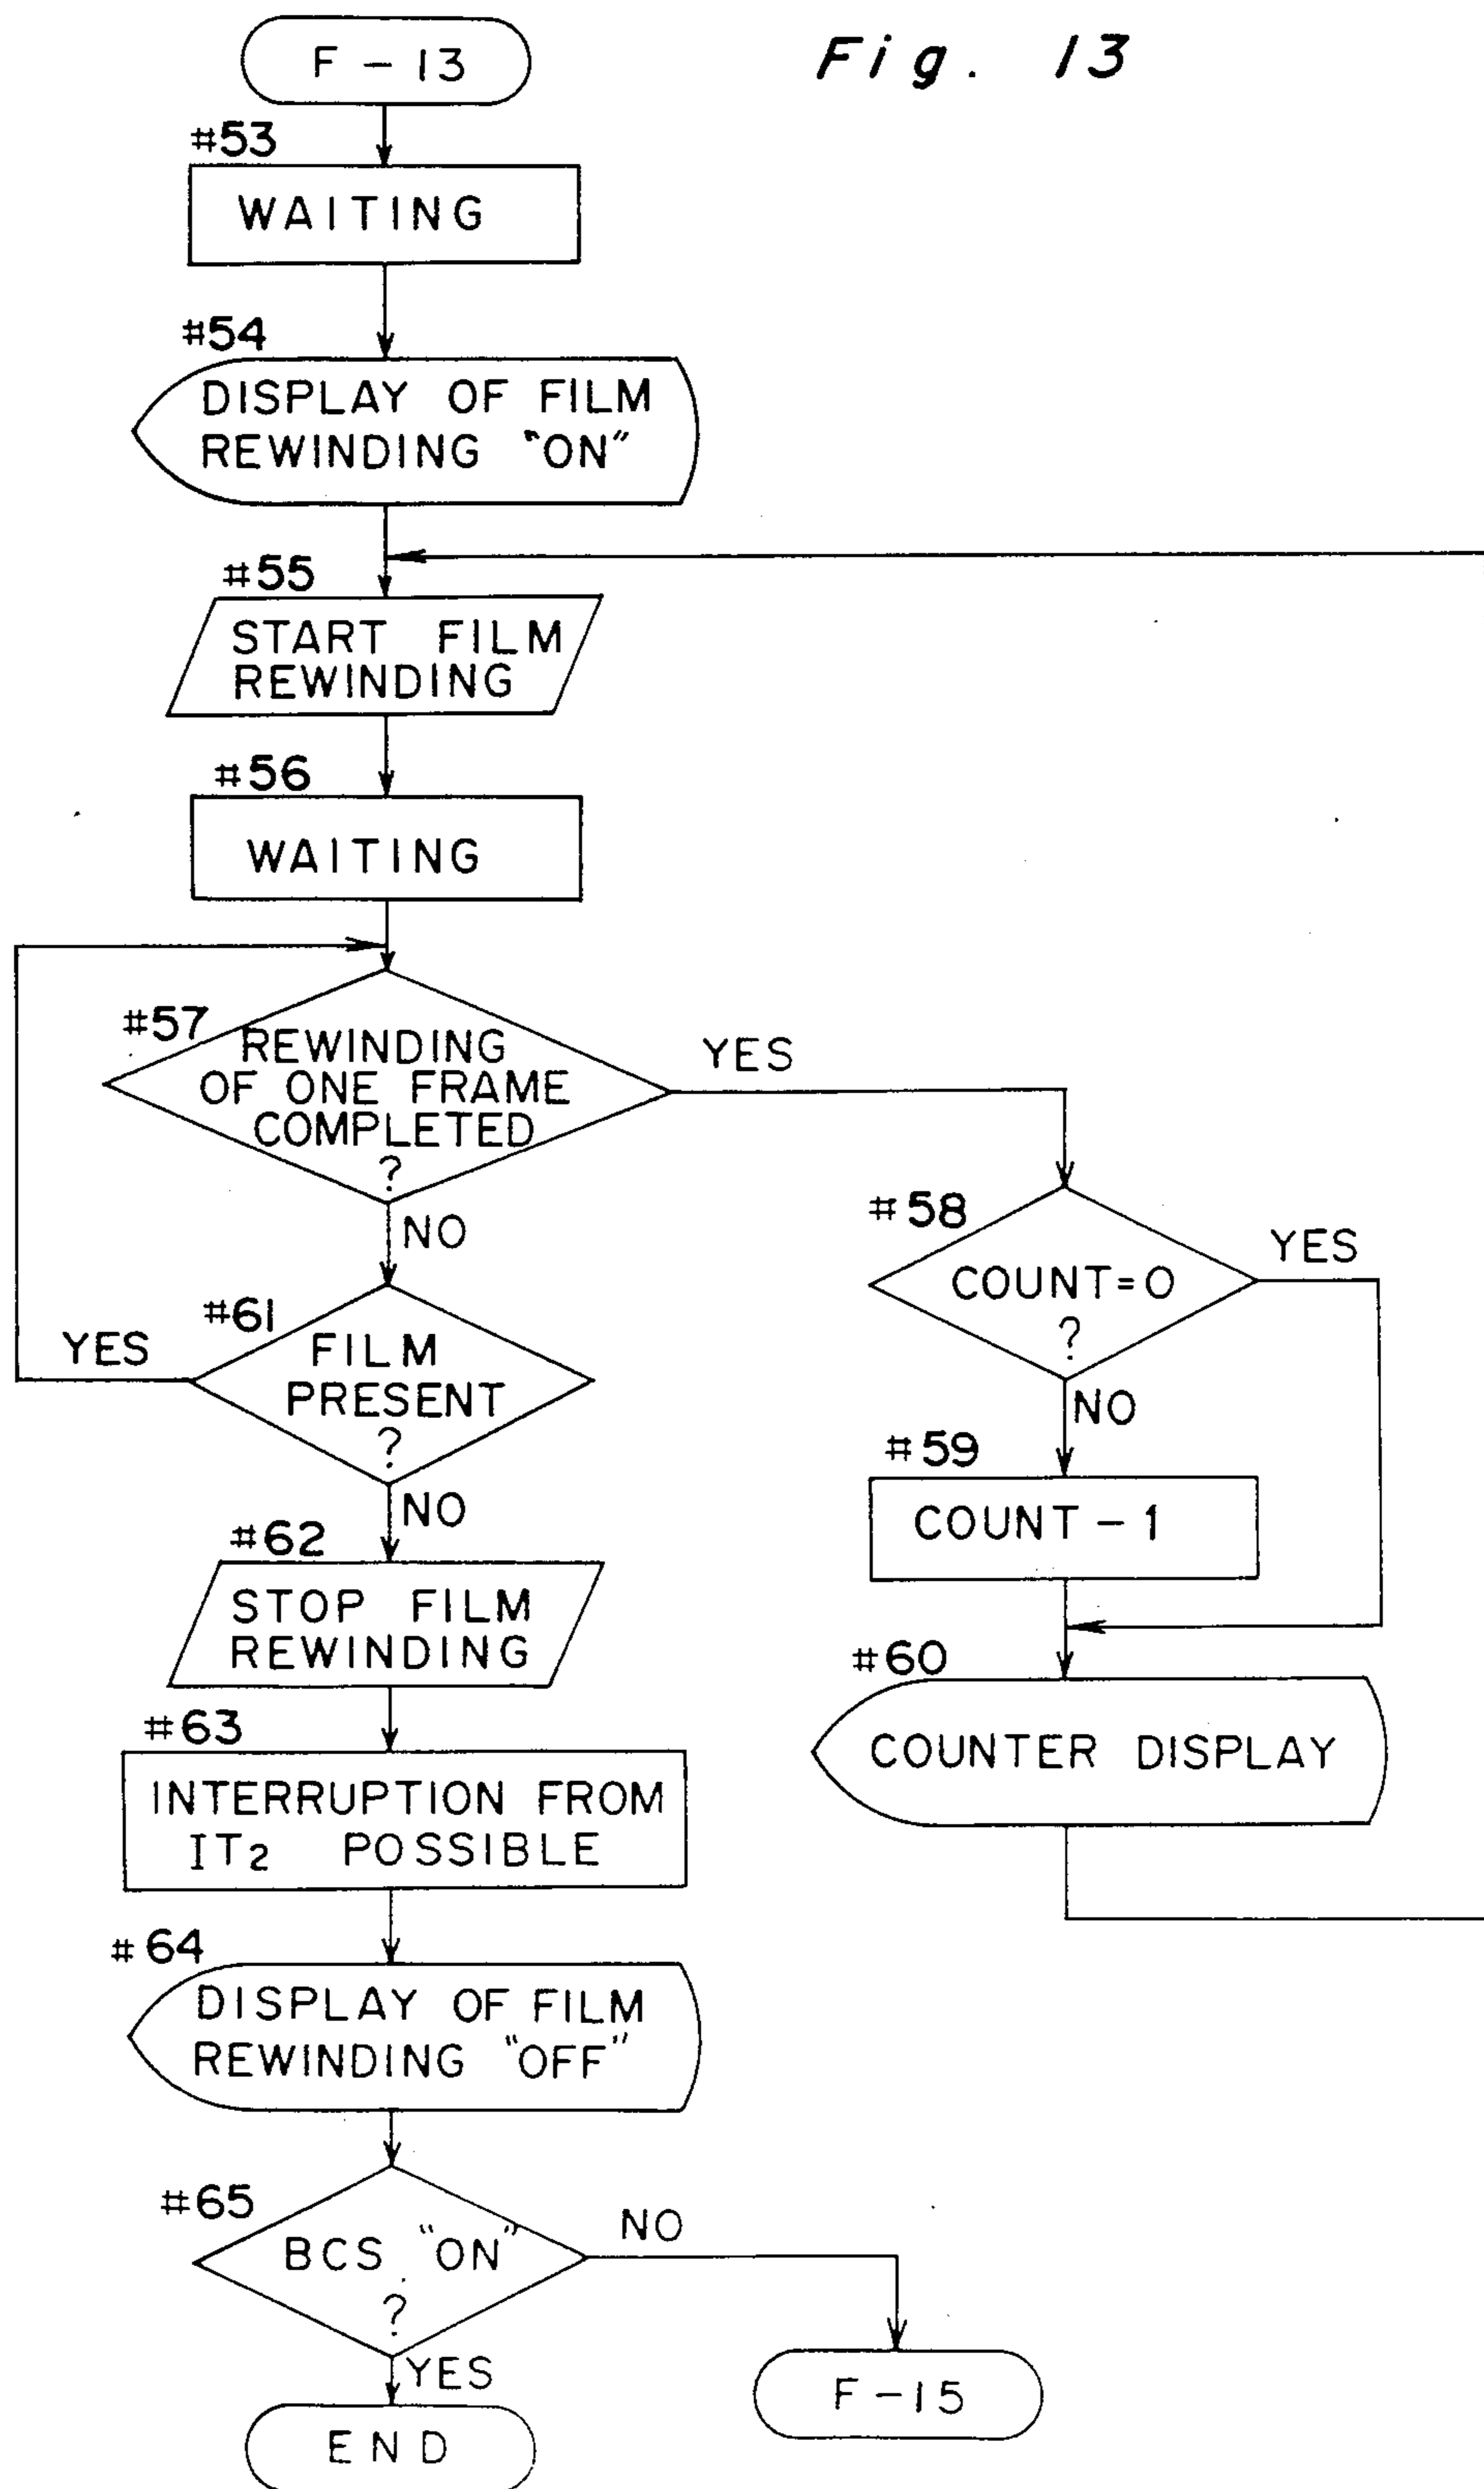 Fig. 13
F - 13
#53
WAITING
#54
DISPLAY OF FILM
REWINDING "ON"
#55
START FILM
REWINDING
#56
WAITING
#57
REWINDING
OF ONE FRAME
COMPLETED
?
YES
NO
#58
COUNT=0
?
YES
NO
#59
COUNT - 1
#60
COUNTER DISPLAY
#61
FILM
PRESENT
?
YES
NO
#62
STOP FILM
REWINDING
#63
INTERRUPTION FROM
IT2 POSSIBLE
#64
DISPLAY OF FILM
REWINDING "OFF"
#65
BCS "ON"
?
NO
YES
F - 15
END